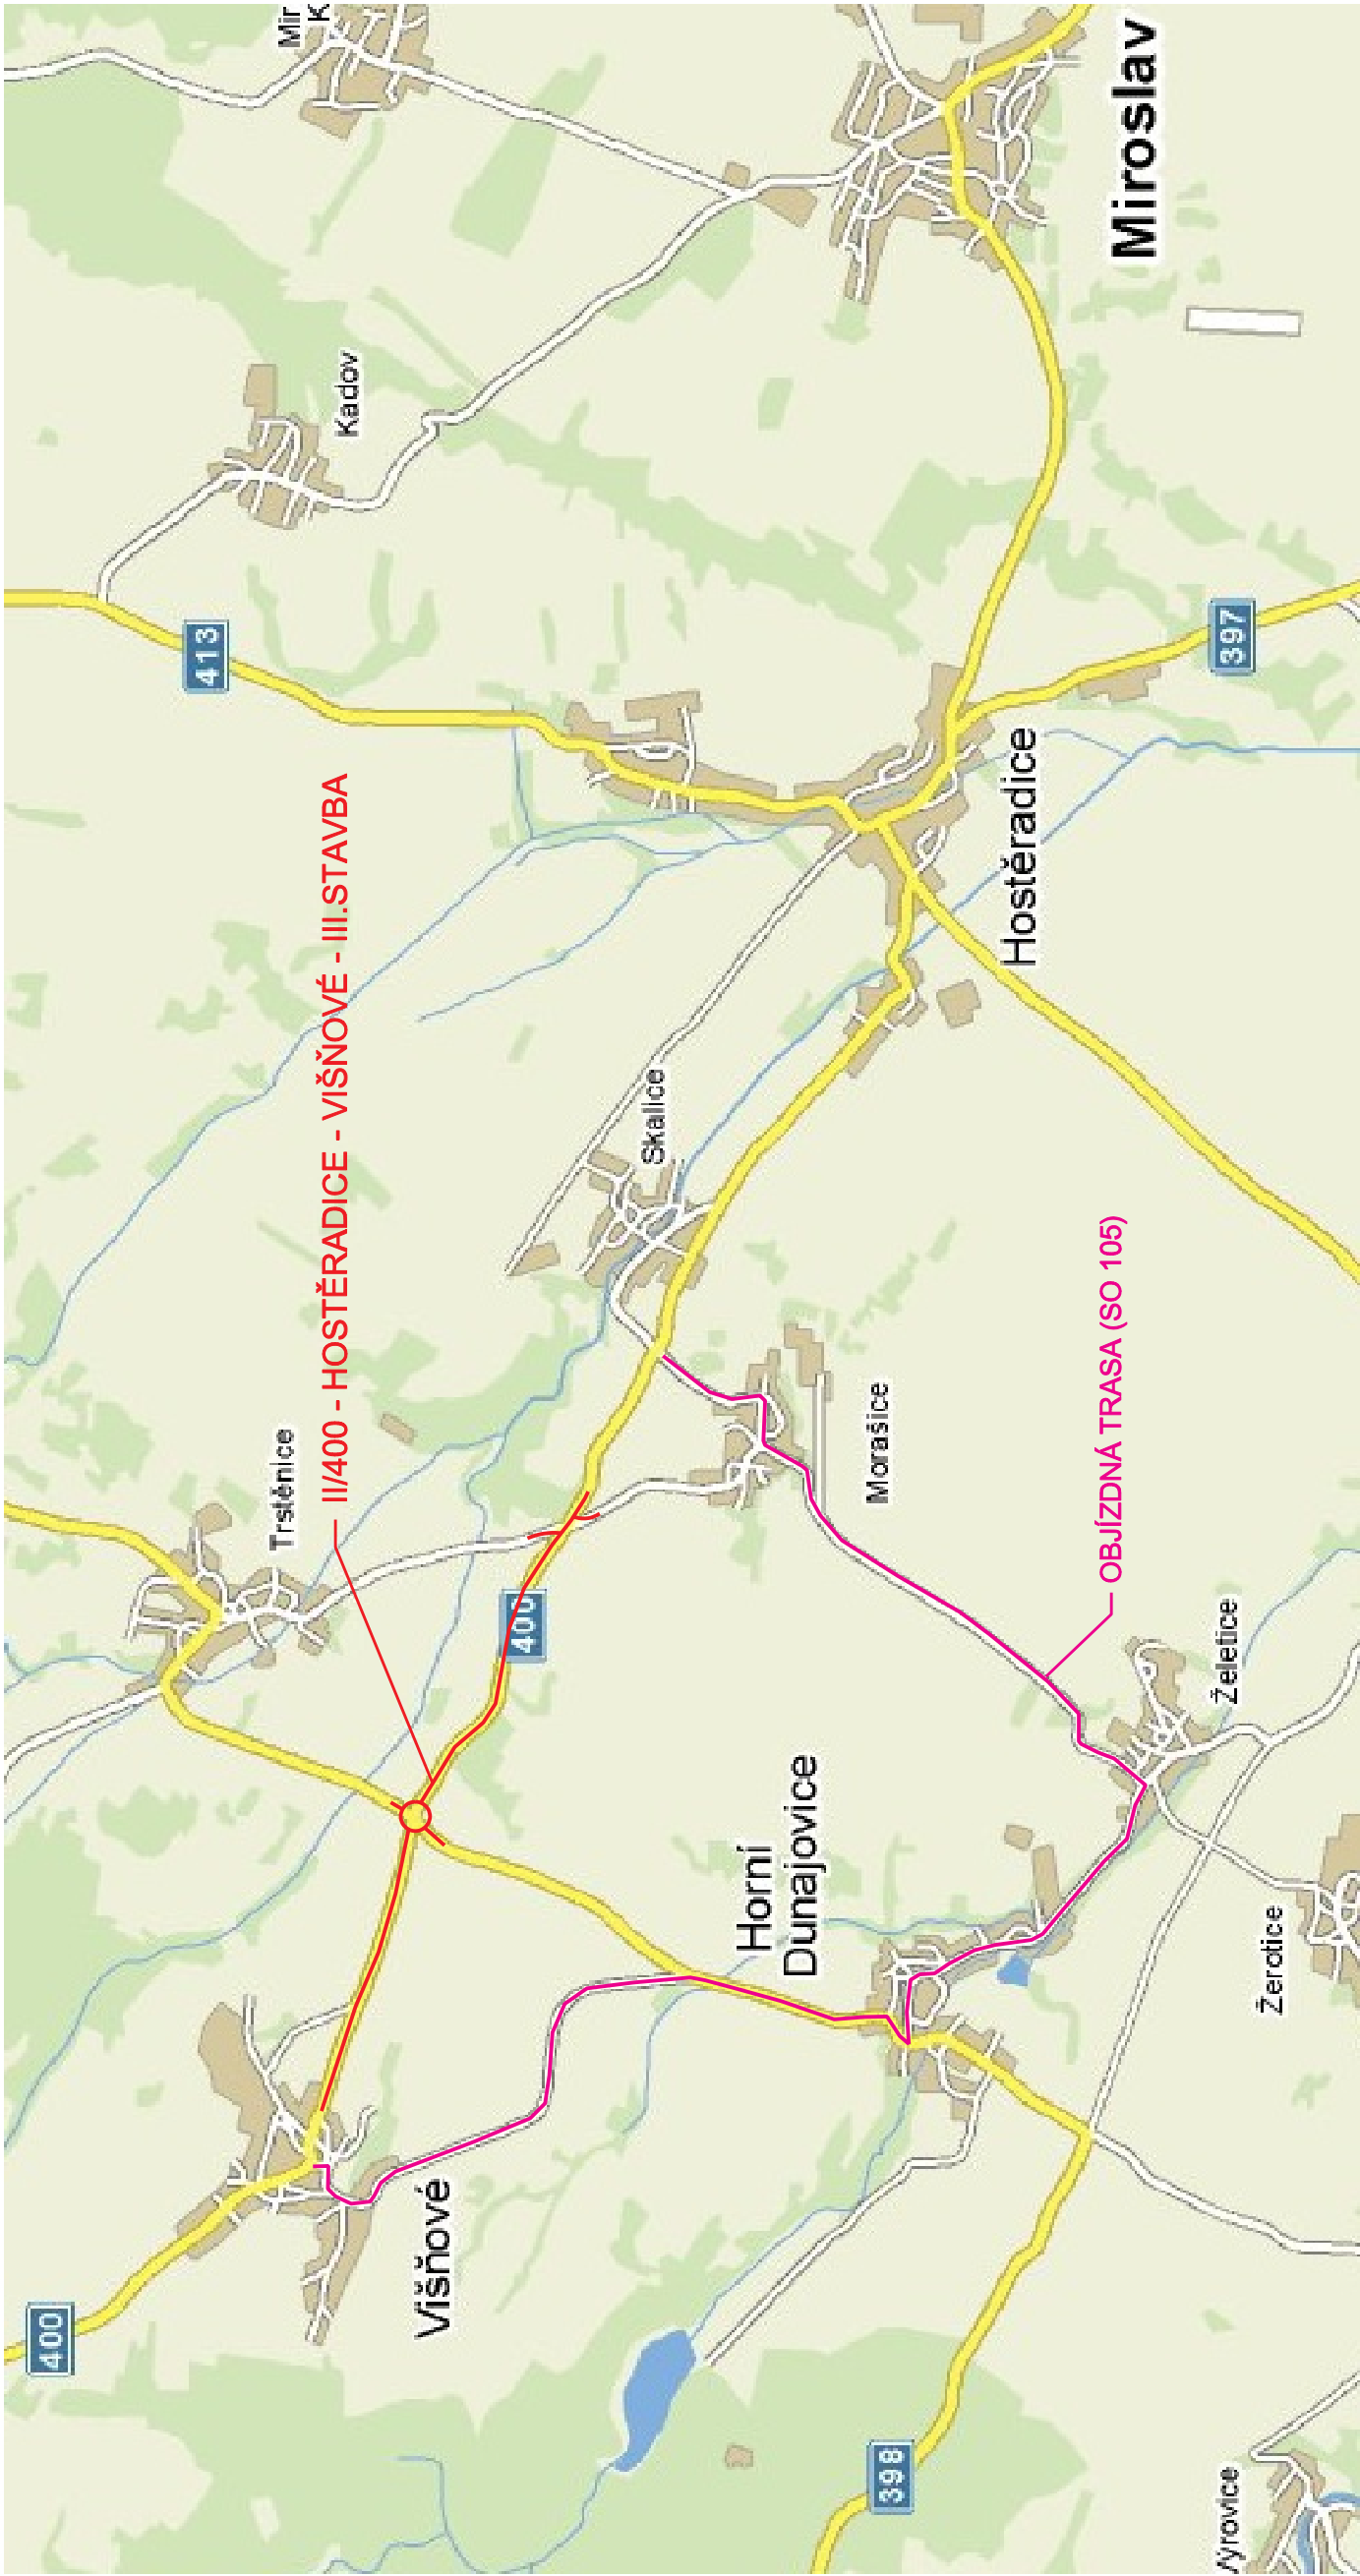 400
413
Trstěnice
Mir
K
II/400 - HOSTĚRADICE - VIŠŇOVÉ - III.STAVBA
Kadov
Višňové
400
Skalice
Horní
Dunajovice
Morašice
398
Hostěradice
OBJÍZDNÁ TRASA (SO 105)
Miroslav
Výrovice
Želetice
397
Žerotice